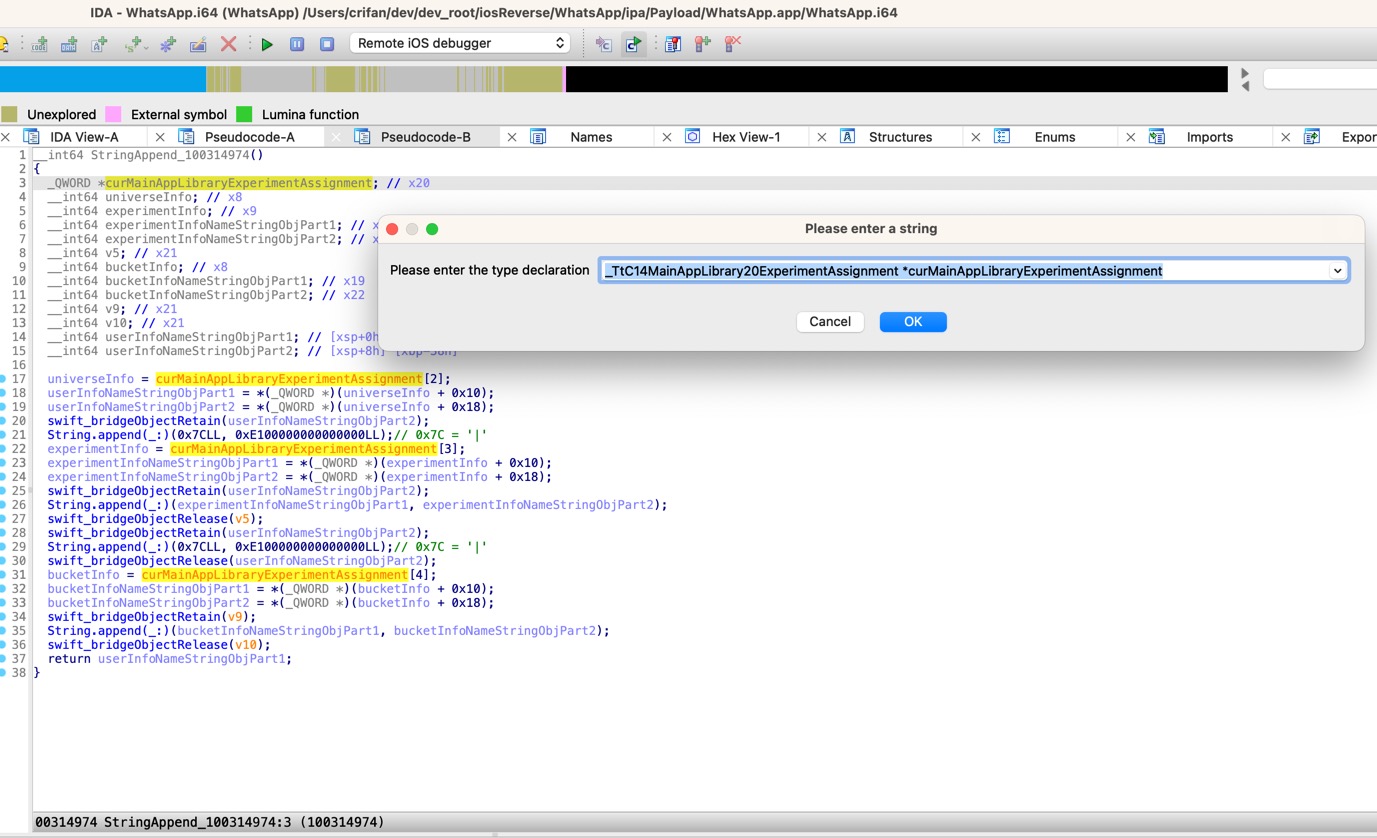 IDA - WhatsApp.i64 (WhatsApp) /Users/crifan/dev/dev_root/iosReverse/WhatsApp/ipa/Payload/WhatsApp.app/WhatsApp.i64
Remote iOS debugger
Unexplored External symbol Lumina function
IDA View-A Pseudocode-A Pseudocode-B Names Hex View-1 Structures Enums Imports Expor
1 __int64 StringAppend_100314974()
2 {
3 _QWORD *curMainAppLibraryExperimentAssignment; // x20
4 __int64 universeInfo; // x8
5 __int64 experimentInfo; // x9
6 __int64 experimentInfoNameStringObjPart1; // x
7 __int64 experimentInfoNameStringObjPart2; // x
8 __int64 v5; // x21
9 __int64 bucketInfo; // x8
10 __int64 bucketInfoNameStringObjPart1; // x19
11 __int64 bucketInfoNameStringObjPart2; // x22
12 __int64 v9; // x21
13 __int64 v10; // x21
14 __int64 userInfoNameStringObjPart1; // [xsp+0h
15 __int64 userInfoNameStringObjPart2; // [xsp+8h] [xbp-38h]
16
17 universeInfo = curMainAppLibraryExperimentAssignment[2];
18 userInfoNameStringObjPart1 = *(_QWORD *)(universeInfo + 0x10);
19 userInfoNameStringObjPart2 = *(_QWORD *)(universeInfo + 0x18);
20 swift_bridgeObjectRetain(userInfoNameStringObjPart2);
21 String.append(_:)(0x7CLL, 0xE100000000000000LL);// 0x7C = '|'
22 experimentInfo = curMainAppLibraryExperimentAssignment[3];
23 experimentInfoNameStringObjPart1 = *(_QWORD *)(experimentInfo + 0x10);
24 experimentInfoNameStringObjPart2 = *(_QWORD *)(experimentInfo + 0x18);
25 swift_bridgeObjectRetain(userInfoNameStringObjPart2);
26 String.append(_:)(experimentInfoNameStringObjPart1, experimentInfoNameStringObjPart2);
27 swift_bridgeObjectRelease(v5);
28 swift_bridgeObjectRetain(userInfoNameStringObjPart2);
29 String.append(_:)(0x7CLL, 0xE100000000000000LL);// 0x7C = '|'
30 swift_bridgeObjectRelease(userInfoNameStringObjPart2);
31 bucketInfo = curMainAppLibraryExperimentAssignment[4];
32 bucketInfoNameStringObjPart1 = *(_QWORD *)(bucketInfo + 0x10);
33 bucketInfoNameStringObjPart2 = *(_QWORD *)(bucketInfo + 0x18);
34 swift_bridgeObjectRetain(v9);
35 String.append(_:)(bucketInfoNameStringObjPart1, bucketInfoNameStringObjPart2);
36 swift_bridgeObjectRelease(v10);
37 return userInfoNameStringObjPart1;
38 }
Please enter a string
Please enter the type declaration _TtC14MainAppLibrary20ExperimentAssignment *curMainAppLibraryExperimentAssignment
Cancel OK
00314974 StringAppend_100314974:3 (100314974)